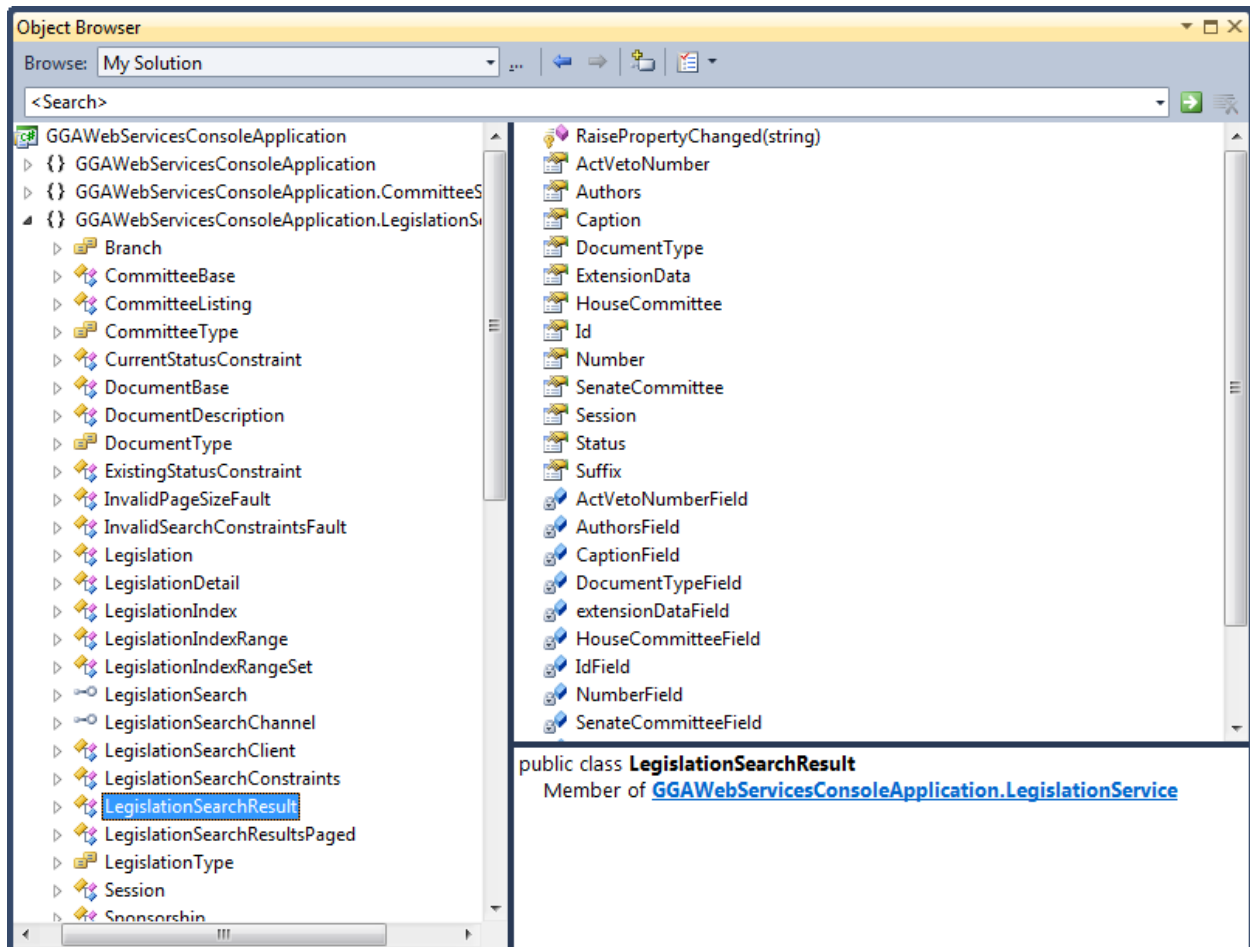 Object Browser
Browse: My Solution
...
<Search>
GGAWebServicesConsoleApplication
{} GGAWebServicesConsoleApplication
{} GGAWebServicesConsoleApplication.CommitteeS
{} GGAWebServicesConsoleApplication.LegislationS
Branch
CommitteeBase
CommitteeListing
CommitteeType
CurrentStatusConstraint
DocumentBase
DocumentDescription
DocumentType
ExistingStatusConstraint
InvalidPageSizeFault
InvalidSearchConstraintsFault
Legislation
LegislationDetail
LegislationIndex
LegislationIndexRange
LegislationIndexRangeSet
LegislationSearch
LegislationSearchChannel
LegislationSearchClient
LegislationSearchConstraints
LegislationSearchResult
LegislationSearchResultsPaged
LegislationType
Session
Sponsorship
RaisePropertyChanged(string)
ActVetoNumber
Authors
Caption
DocumentType
ExtensionData
HouseCommittee
Id
Number
SenateCommittee
Session
Status
Suffix
ActVetoNumberField
AuthorsField
CaptionField
DocumentTypeField
extensionDataField
HouseCommitteeField
IdField
NumberField
SenateCommitteeField
public class LegislationSearchResult
Member of GGAWebServicesConsoleApplication.LegislationService